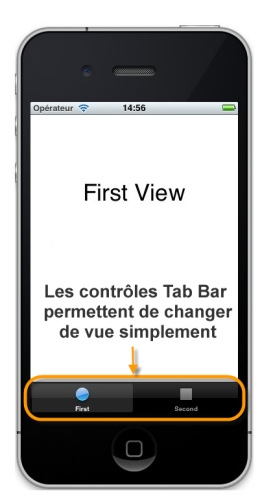 Opérateur 14:56
First View
Les contrôles Tab Bar
permettent de changer
de vue simplement
First Second